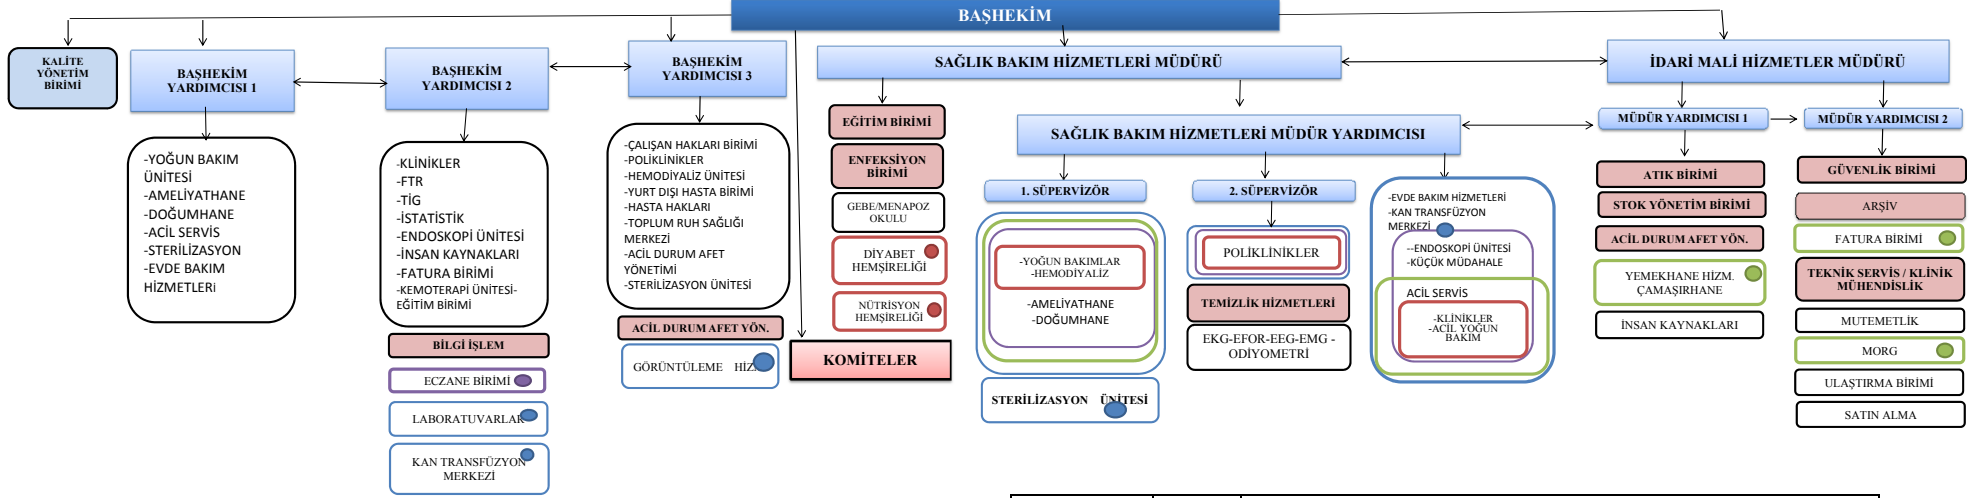 BAŞHEKİM
KALİTE
YÖNETİM
BİRİMİ
BAŞHEKİM
YARDIMCISI 1
-YOĞUN BAKIM
ÜNİTESİ
-AMELİYATHANE
-DOĞUMHANE
-ACİL SERVİS
-STERİLİZASYON
-EVDE BAKIM
HİZMETLERİ
BAŞHEKİM
YARDIMCISI 2
-KLİNİKLER
-FTR
-TİG
-İSTATİSTİK
-ENDOSKOPİ ÜNİTESİ
-İNSAN KAYNAKLARI
-FATURA BİRİMİ
-KEMOTERAPİ ÜNİTESİ-
EĞİTİM BİRİMİ
BİLGİ İŞLEM
ECZANE BİRİMİ
LABORATUVARLAR
KAN TRANSFÜZYON
MERKEZİ
BAŞHEKİM
YARDIMCISI 3
-ÇALIŞAN HAKLARI BİRİMİ
-POLİKLİNİKLER
-HEMODİYALİZ ÜNİTESİ
-YURT DIŞI HASTA BİRİMİ
-HASTA HAKLARI
-TOPLUM RUH SAĞLIĞI
MERKEZİ
-ACİL DURUM AFET
YÖNETİMİ
-STERİLİZASYON ÜNİTESİ
ACİL DURUM AFET YÖN.
GÖRÜNTÜLEME HİZ.
KOMİTELER
SAĞLIK BAKIM HİZMETLERİ MÜDÜRÜ
EĞİTİM BİRİMİ
ENFEKSİYON
BİRİMİ
GEBE/MENAPOZ
OKULU
DİYABET
HEMŞİRELİĞİ
NÜTRİSYON
HEMŞİRELİĞİ
SAĞLIK BAKIM HİZMETLERİ MÜDÜR YARDIMCISI
1. SÜPERVİZÖR
-YOĞUN BAKIMLAR
-HEMODİYALİZ
-AMELİYATHANE
-DOĞUMHANE
STERİLİZASYON ÜNİTESİ
2. SÜPERVİZÖR
POLİKLİNİKLER
TEMİZLİK HİZMETLERİ
EKG-EFOR-EEG-EMG -
ODİYOMETRİ
-EVDE BAKIM HİZMETLERİ
-KAN TRANSFÜZYON
MERKEZİ
--ENDOSKOPİ ÜNİTESİ
-KÜÇÜK MÜDAHALE
ACİL SERVİS
-KLİNİKLER
-ACİL YOĞUN
BAKIM
İDARİ MALİ HİZMETLER MÜDÜRÜ
MÜDÜR YARDIMCISI 1
ATIK BİRİMİ
STOK YÖNETİM BİRİMİ
ACİL DURUM AFET YÖN.
YEMEKHANE HİZM.
ÇAMAŞIRHANE
İNSAN KAYNAKLARI
MÜDÜR YARDIMCISI 2
GÜVENLİK BİRİMİ
ARŞİV
FATURA BİRİMİ
TEKNİK SERVİS / KLİNİK
MÜHENDİSLİK
MUTEMETLİK
MORG
ULAŞTIRMA BİRİMİ
SATIN ALMA